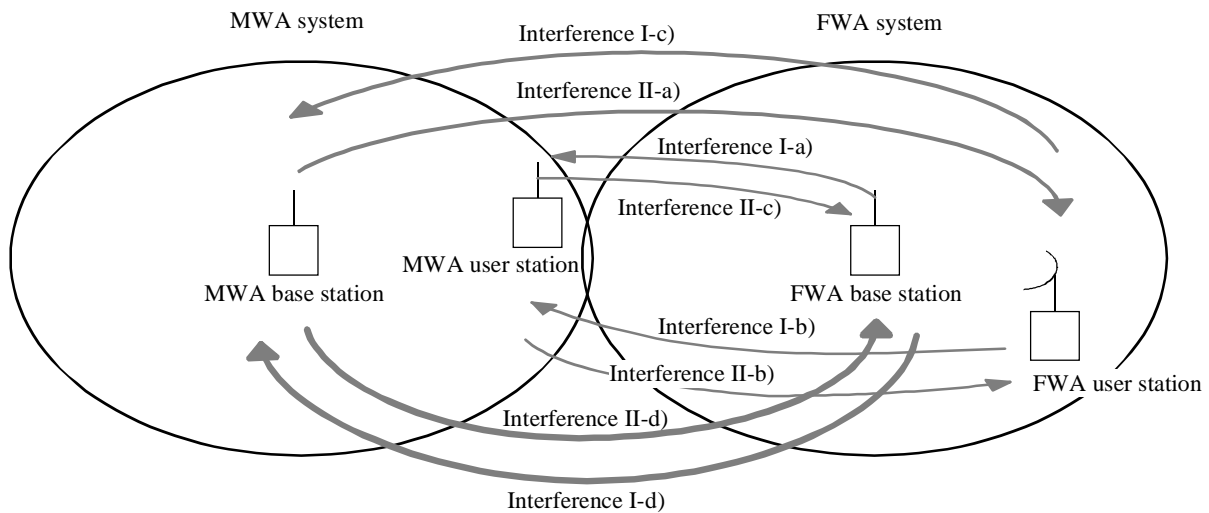 MWA system
FWA system
Interference I-c)
Interference II-a)
Interference I-a)
Interference II-c)
MWA user station
MWA base station
FWA base station
Interference I-b)
Interference II-b)
FWA user station
Interference II-d)
Interference I-d)